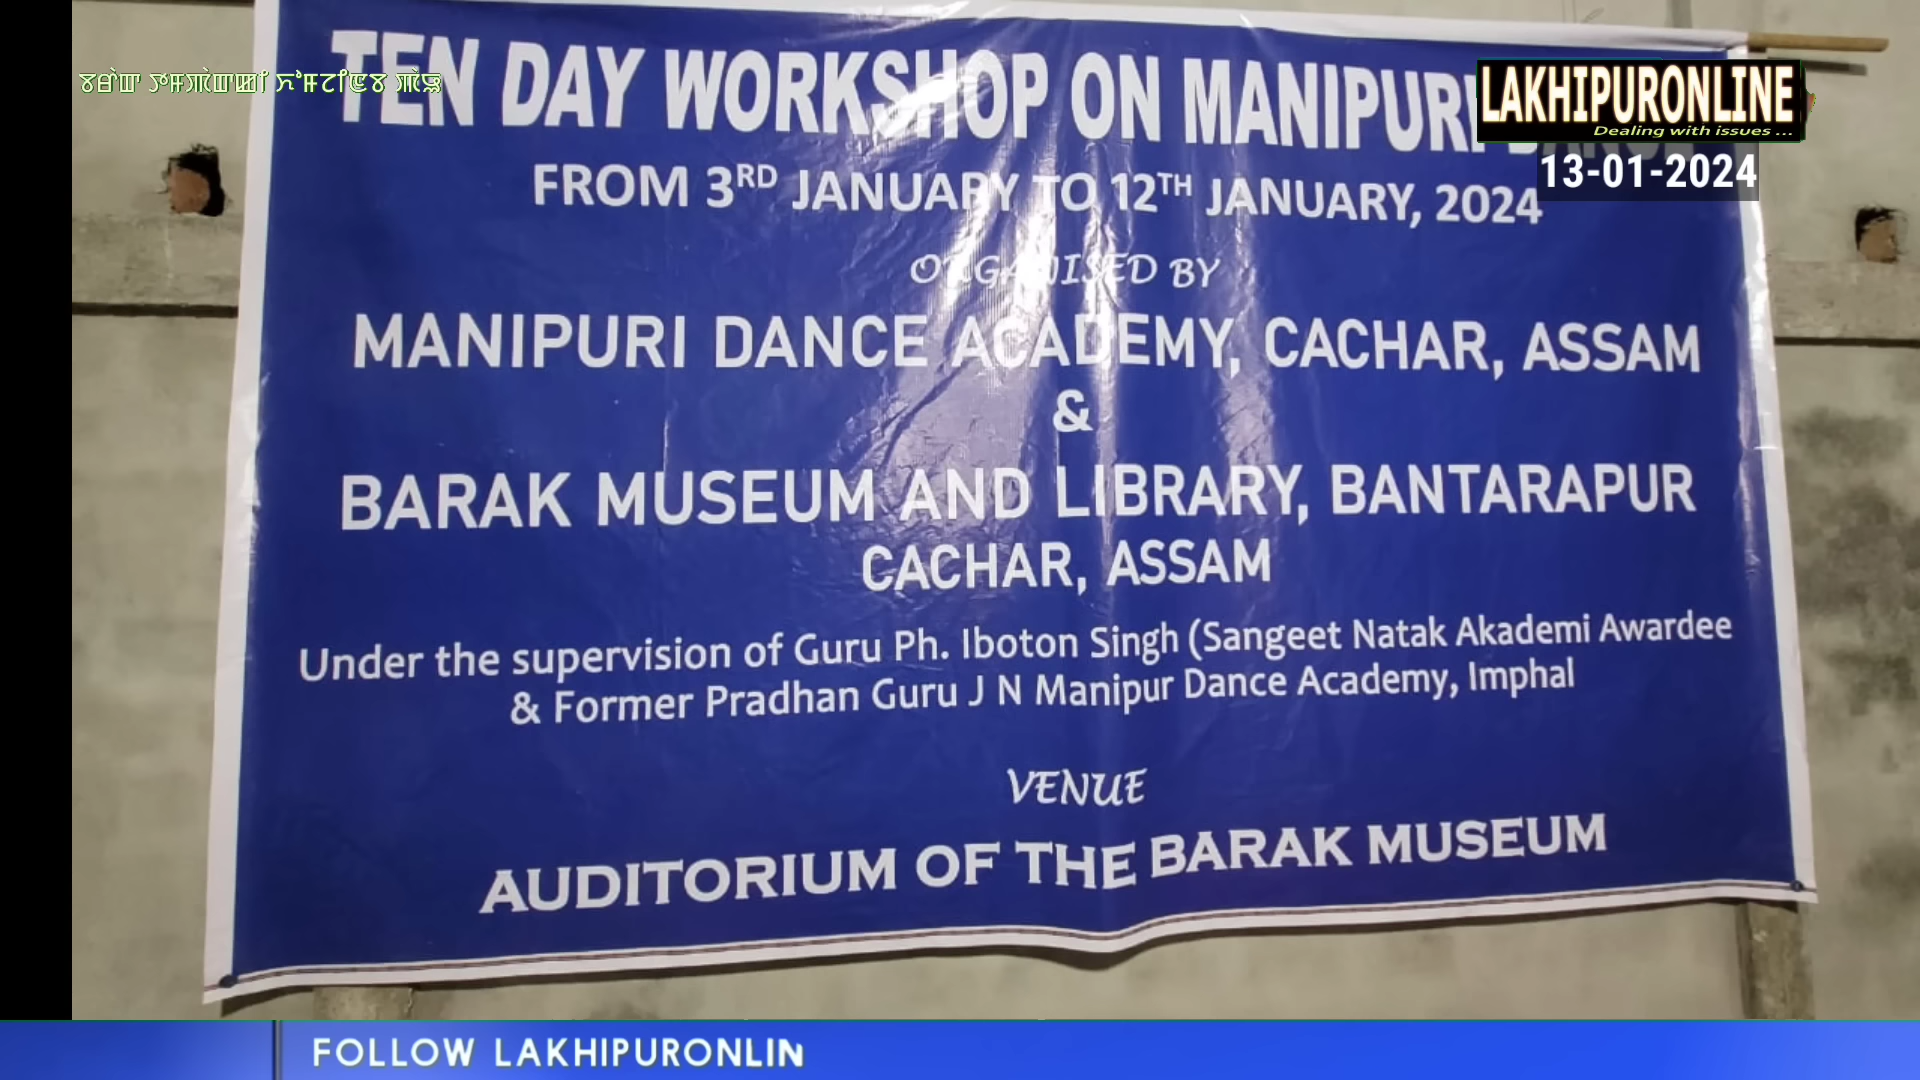 TEN DAY WORKSHOP ON MANIPURI
FROM 3RD JANUARY TO 12TH JANUARY, 2024
ORGANISED BY
MANIPURI DANCE ACADEMY, CACHAR, ASSAM
&
BARAK MUSEUM AND LIBRARY, BANTARAPUR
CACHAR, ASSAM
Under the supervision of Guru Ph. Iboton Singh (Sangeet Natak Akademi Awardee
& Former Pradhan Guru J N Manipur Dance Academy, Imphal
VENUE
AUDITORIUM OF THE BARAK MUSEUM
LAKHIPURONLINE
Dealing with issues ...
13-01-2024
FOLLOW LAKHIPURONLIN